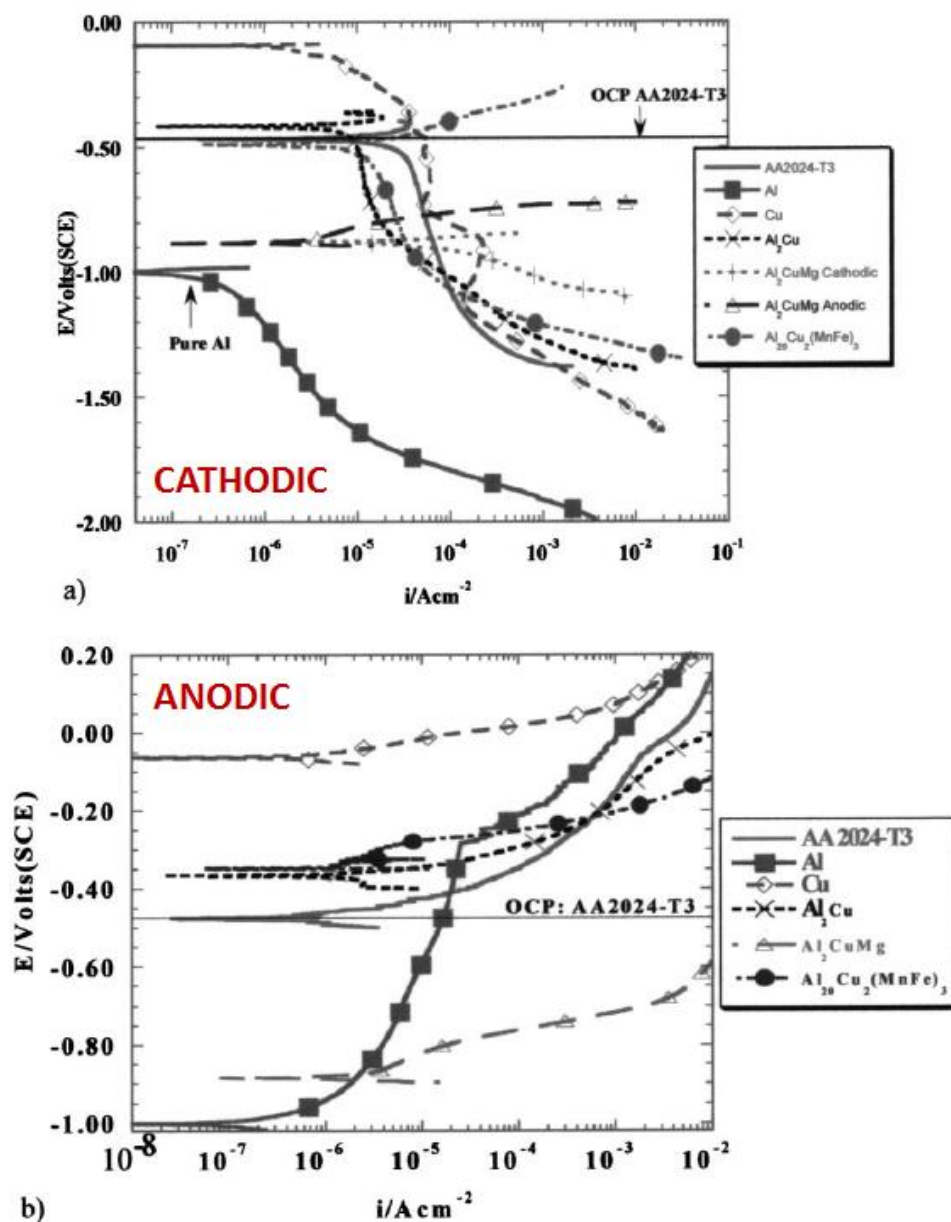 0.00
-0.50
-1.00
-1.50
-2.00
E/Volts(SCE)
OCP AA2024-T3
AA2024-T3
Al
Cu
Al₂Cu
Al₂CuMg Cathodic
Al₂CuMg Anodic
Al₂₀Cu₂(MnFe)₃
Pure Al
CATHODIC
10⁻⁷ 10⁻⁶ 10⁻⁵ 10⁻⁴ 10⁻³ 10⁻² 10⁻¹
i/Acm⁻²
a)
0.20
0.00
-0.20
-0.40
-0.60
-0.80
-1.00
E/Volts(SCE)
ANODIC
OCP: AA2024-T3
AA2024-T3
Al
Cu
Al₂Cu
Al₂CuMg
Al₂₀Cu₂(MnFe)₃
10⁻⁸ 10⁻⁷ 10⁻⁶ 10⁻⁵ 10⁻⁴ 10⁻³ 10⁻²
i/Acm⁻²
b)